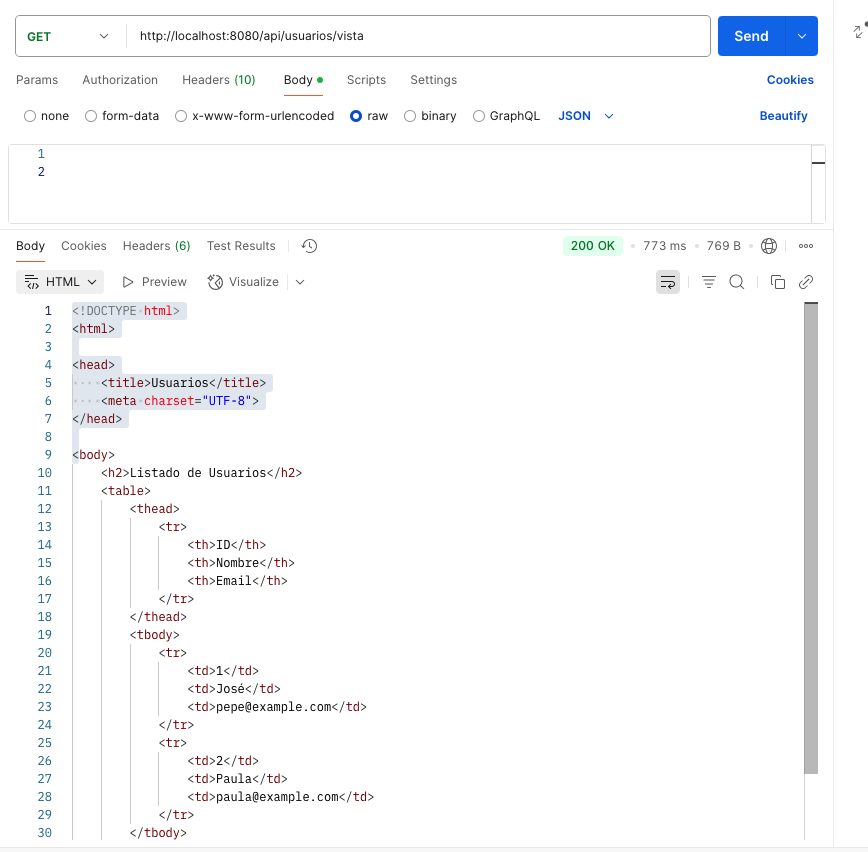 GET http://localhost:8080/api/usuarios/vista Send
Params Authorization Headers (10) Body Scripts Settings Cookies
none form-data x-www-form-urlencoded raw binary GraphQL JSON Beautify
1
2
Body Cookies Headers (6) Test Results 200 OK 773 ms 769 B
HTML Preview Visualize
1 <!DOCTYPE html>
2 <html>
3
4 <head>
5 <title>Usuarios</title>
6 <meta charset="UTF-8">
7 </head>
8
9 <body>
10 <h2>Listado de Usuarios</h2>
11 <table>
12 <thead>
13 <tr>
14 <th>ID</th>
15 <th>Nombre</th>
16 <th>Email</th>
17 </tr>
18 </thead>
19 <tbody>
20 <tr>
21 <td>1</td>
22 <td>José</td>
23 <td>pepe@example.com</td>
24 </tr>
25 <tr>
26 <td>2</td>
27 <td>Paula</td>
28 <td>paula@example.com</td>
29 </tr>
30 </tbody>